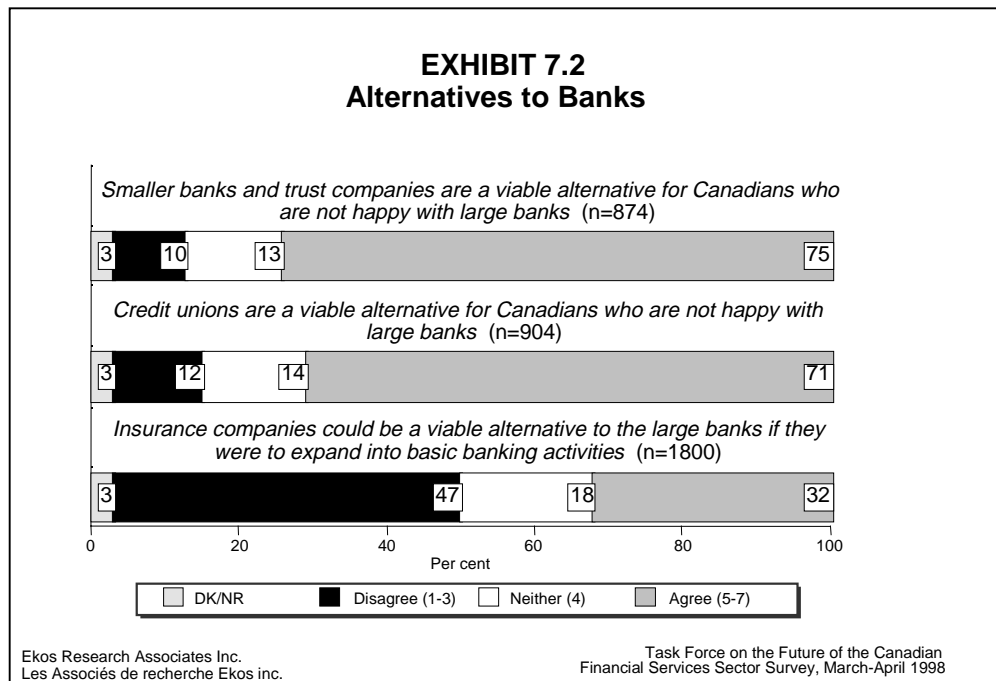 EXHIBIT 7.2
Alternatives to Banks
Smaller banks and trust companies are a viable alternative for Canadians who
are not happy with large banks (n=874)
3 10 13 75
Credit unions are a viable alternative for Canadians who are not happy with
large banks (n=904)
3 12 14 71
Insurance companies could be a viable alternative to the large banks if they
were to expand into basic banking activities (n=1800)
3 47 18 32
0 20 40 60 80 100
Per cent
DK/NR Disagree (1-3) Neither (4) Agree (5-7)
Ekos Research Associates Inc.
Les Associés de recherche Ekos inc.
Task Force on the Future of the Canadian
Financial Services Sector Survey, March-April 1998